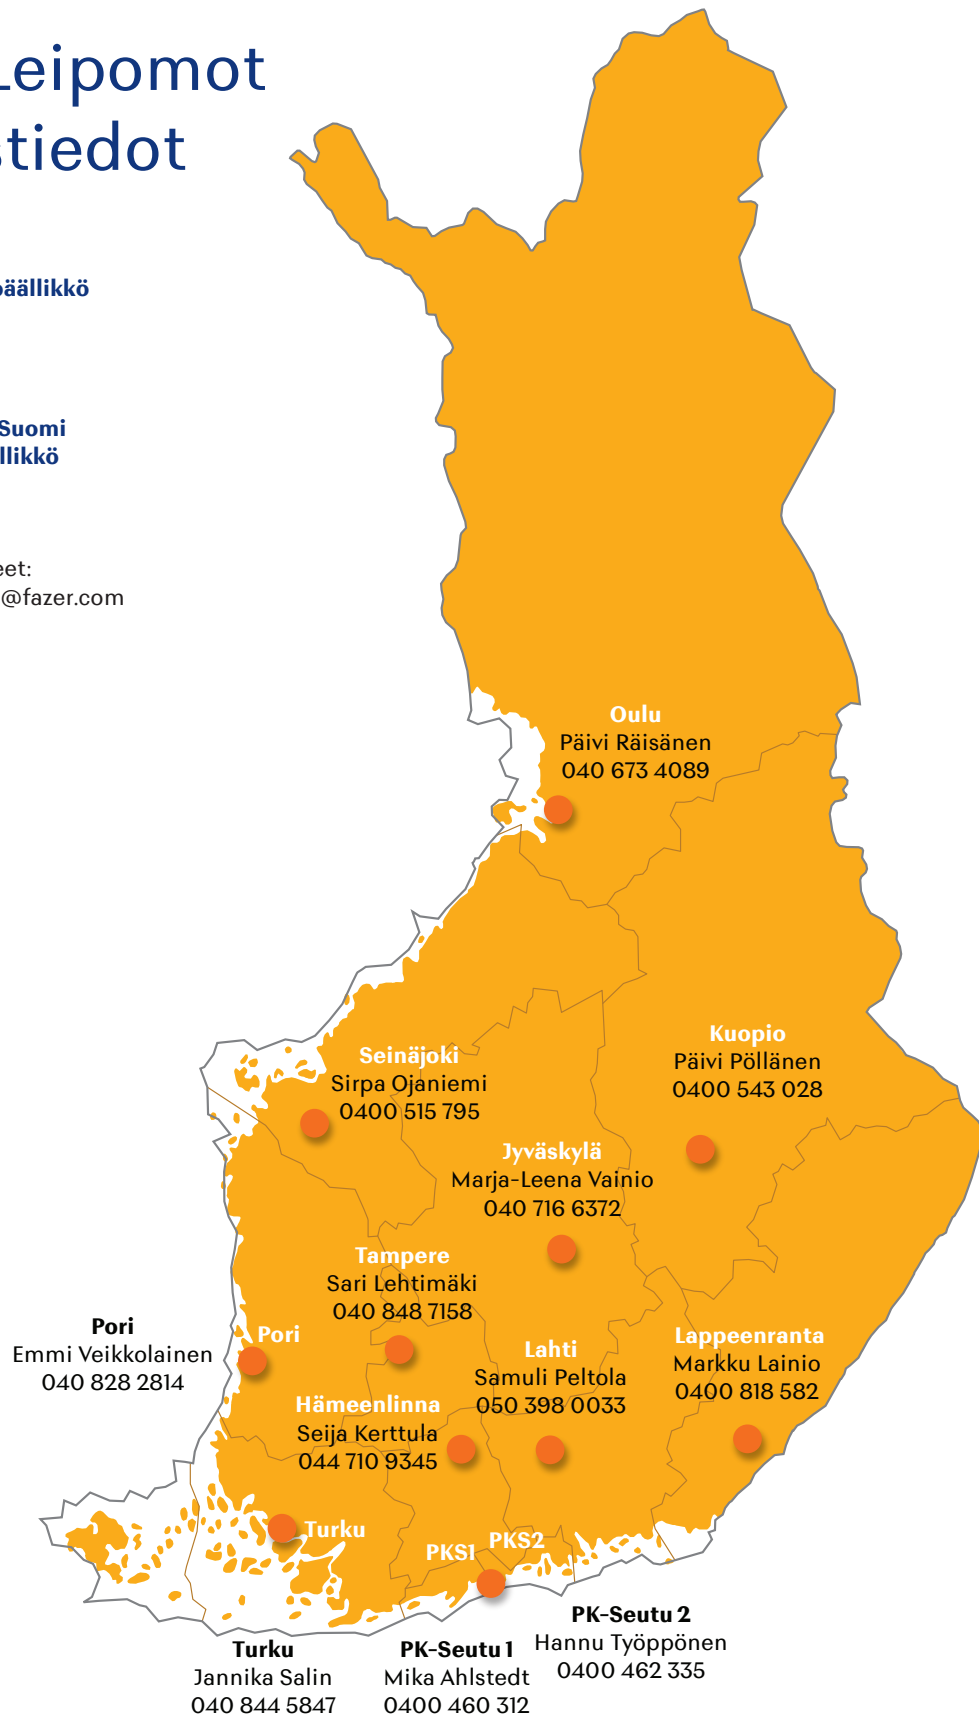 Leipomot
stiedot
päällikkö
Suomi
llikkö
eet:
@fazer.com
Oulu
Päivi Räisänen
040 673 4089
Kuopio
Päivi Pöllänen
0400 543 028
Seinäjoki
Sirpa Ojaniemi
0400 515 795
Jyväskylä
Marja-Leena Vainio
040 716 6372
Tampere
Sari Lehtimäki
040 848 7158
Pori
Emmi Veikkolainen
040 828 2814
Pori
Lahti
Samuli Peltola
050 398 0033
Lappeenranta
Markku Lainio
0400 818 582
Hämeenlinna
Seija Kerttula
044 710 9345
Turku
PKS1
PKS2
Turku
Jannika Salin
040 844 5847
PK-Seutu 1
Mika Ahlstedt
0400 460 312
PK-Seutu 2
Hannu Työppönen
0400 462 335